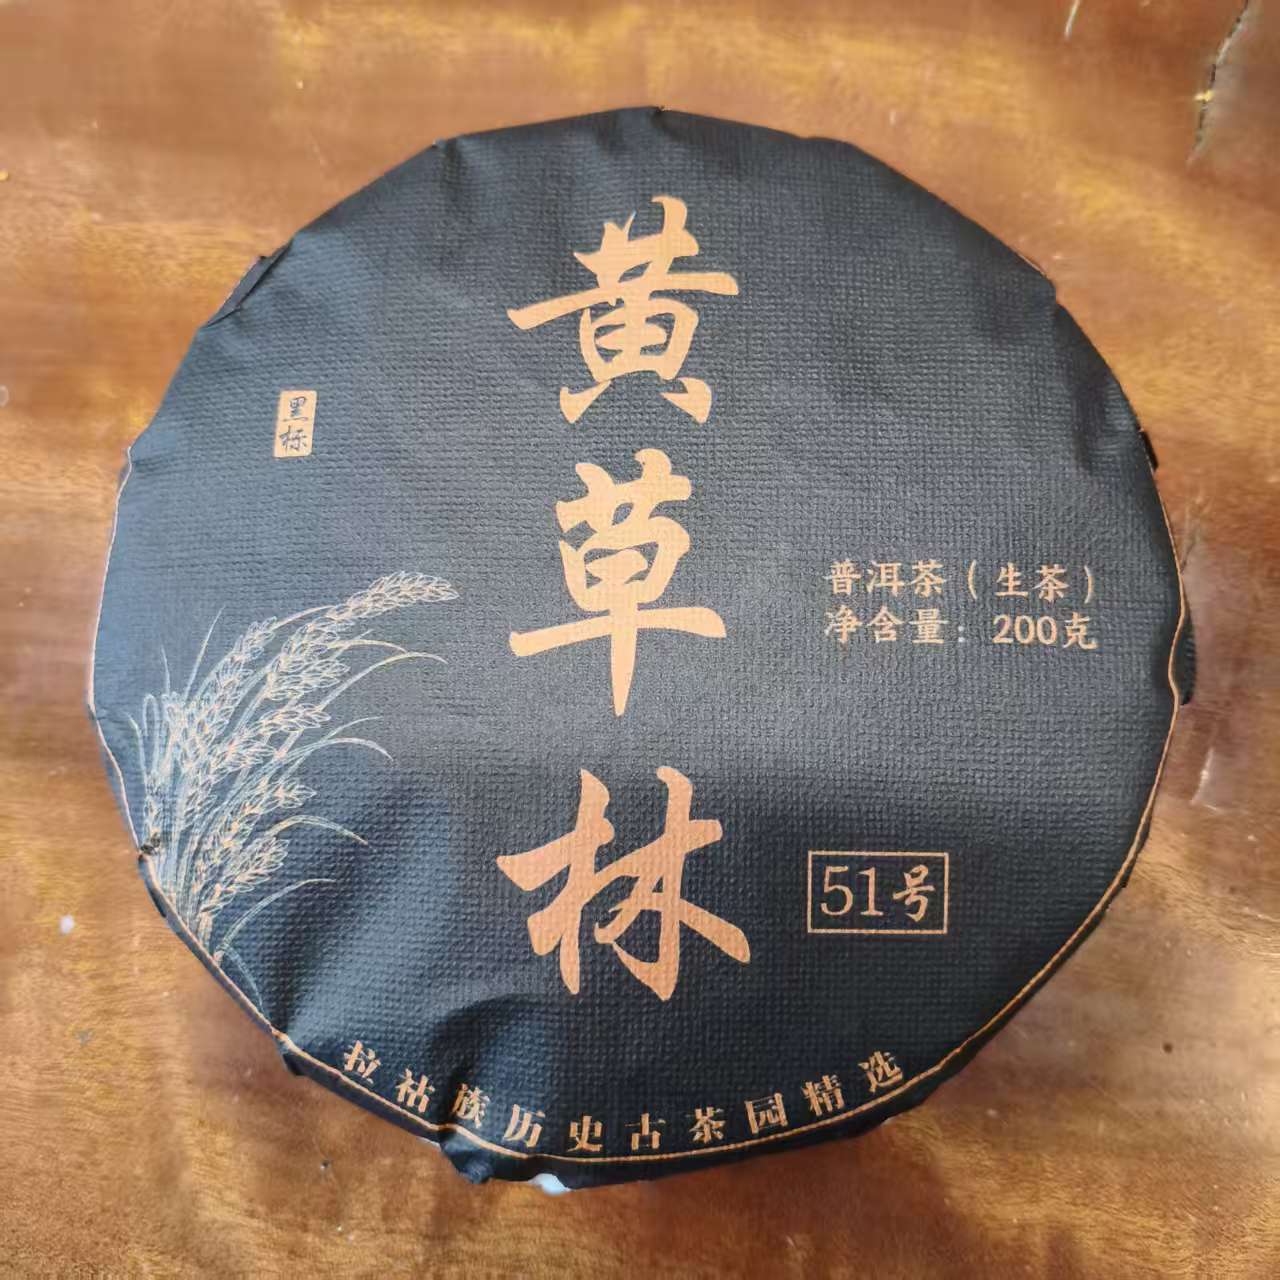 黄草林
黑标
普洱茶（生茶）
净含量：200克
51号
拉祜族历史古茶园精选